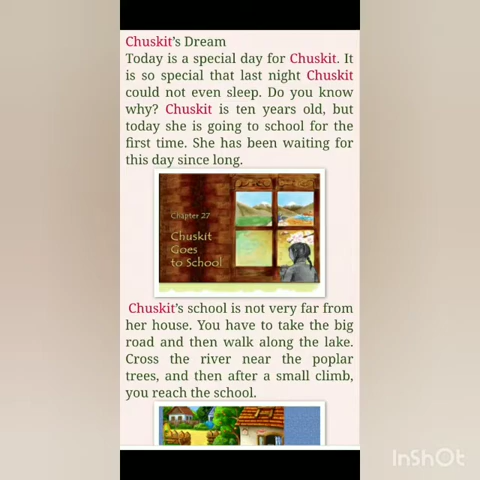 Chuskit's Dream
Today is a special day for Chuskit. It
is so special that last night Chuskit
could not even sleep. Do you know
why? Chuskit is ten years old, but
today she is going to school for the
first time. She has been waiting for
this day since long.
Chapter 27
Chuskit
Goes
to School
Chuskit's school is not very far from
her house. You have to take the big
road and then walk along the lake.
Cross the river near the poplar
trees, and then after a small climb,
you reach the school.
InShOt